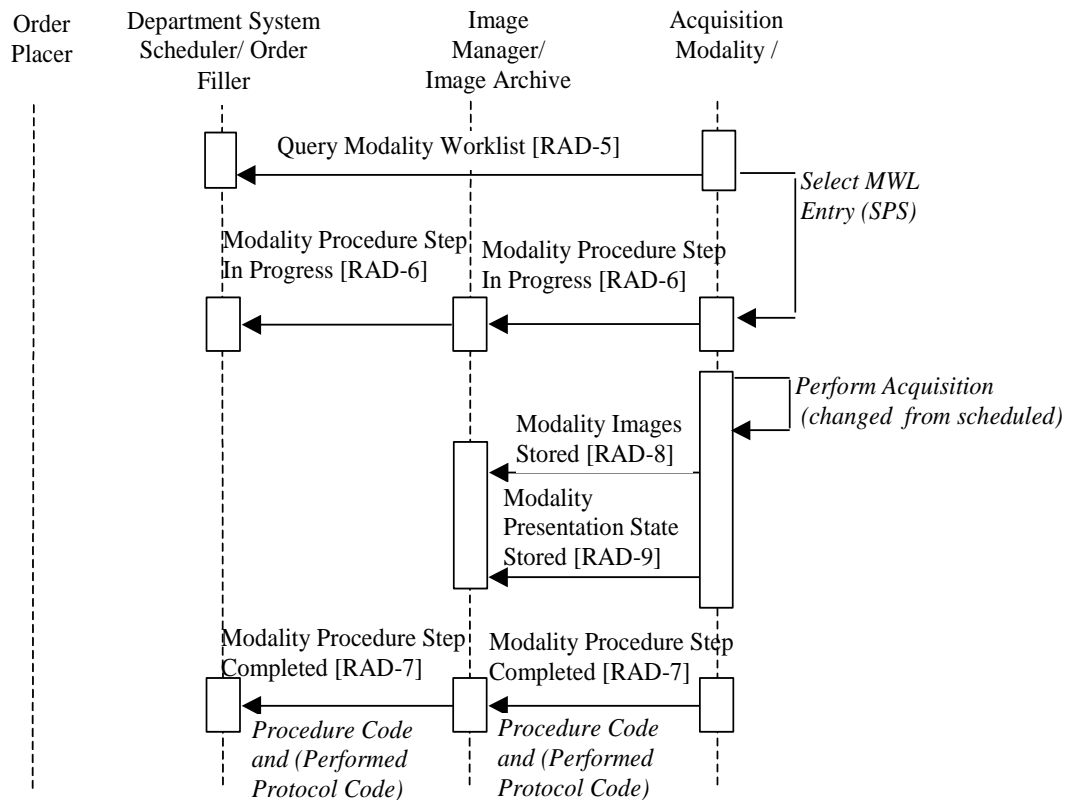 Order
Placer
Department System
Scheduler/ Order
Filler
Image
Manager/
Image Archive
Acquisition
Modality /
Query Modality Worklist [RAD-5]
Select MWL
Entry (SPS)
Modality Procedure Step
In Progress [RAD-6]
Modality Procedure Step
In Progress [RAD-6]
Perform Acquisition
(changed from scheduled)
Modality Images
Stored [RAD-8]
Modality
Presentation State
Stored [RAD-9]
Modality Procedure Step
Completed [RAD-7]
Modality Procedure Step
Completed [RAD-7]
Procedure Code
and (Performed
Protocol Code)
Procedure Code
and (Performed
Protocol Code)